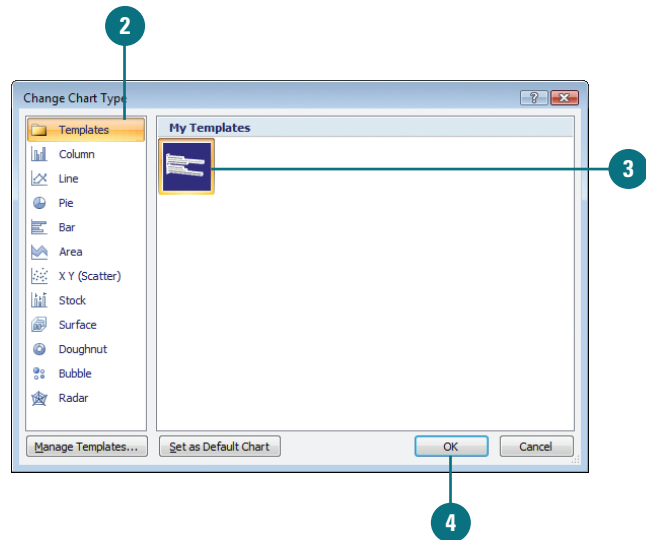 2
Change Chart Type
Templates
Column
Line
Pie
Bar
Area
X Y (Scatter)
Stock
Surface
Doughnut
Bubble
Radar
My Templates
3
Manage Templates...
Set as Default Chart
OK
Cancel
4